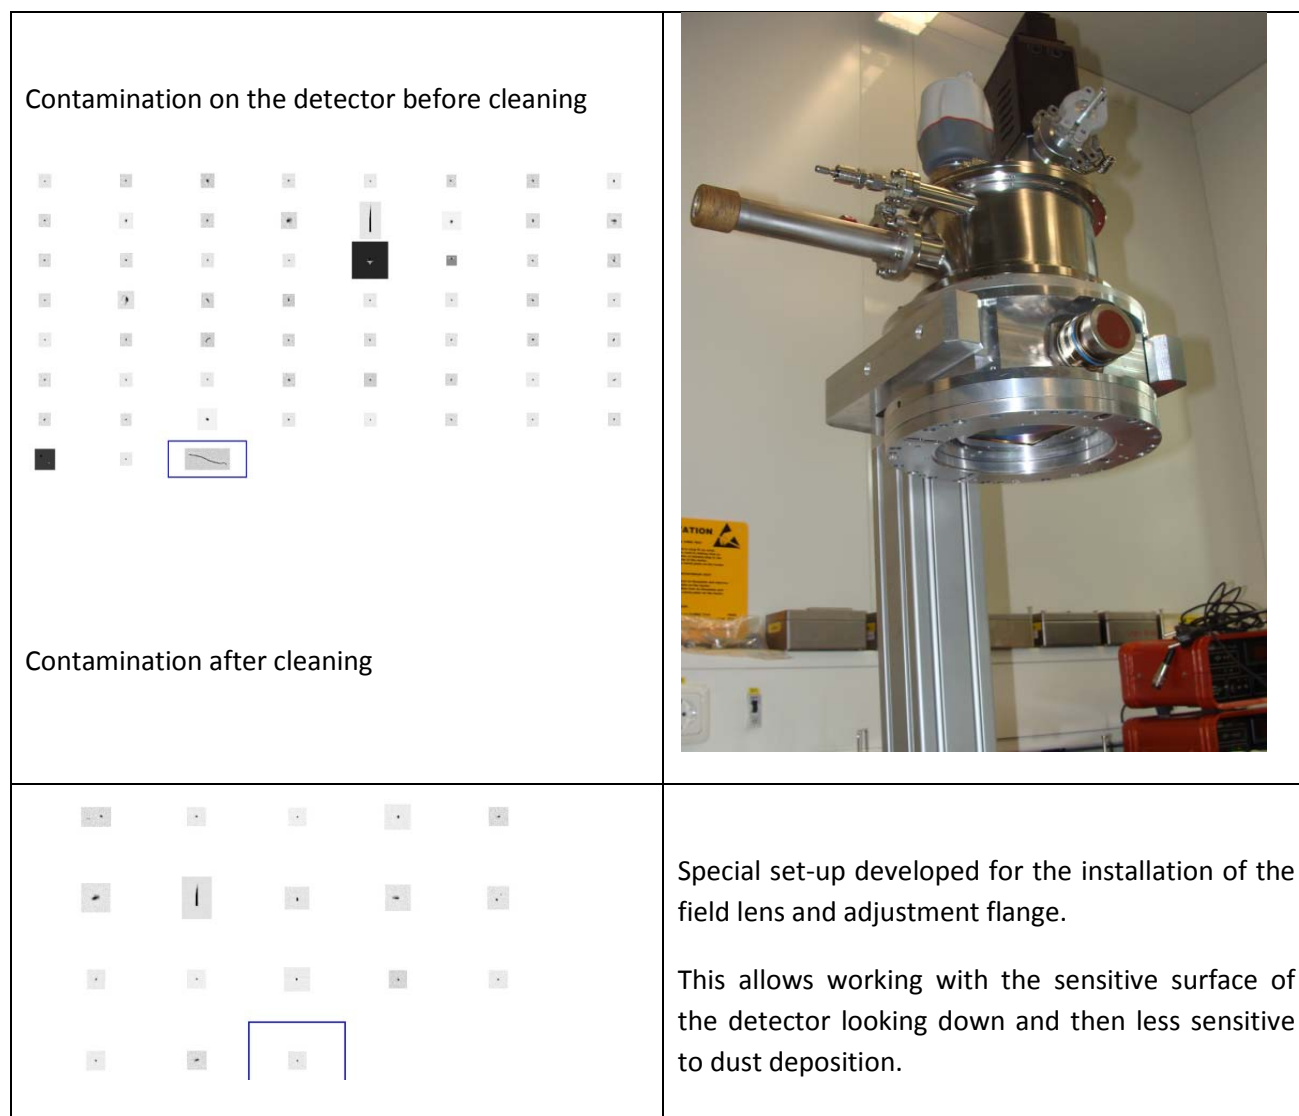 Contamination on the detector before cleaning
Contamination after cleaning
ATION
Special set-up developed for the installation of the
field lens and adjustment flange.
This allows working with the sensitive surface of
the detector looking down and then less sensitive
to dust deposition.